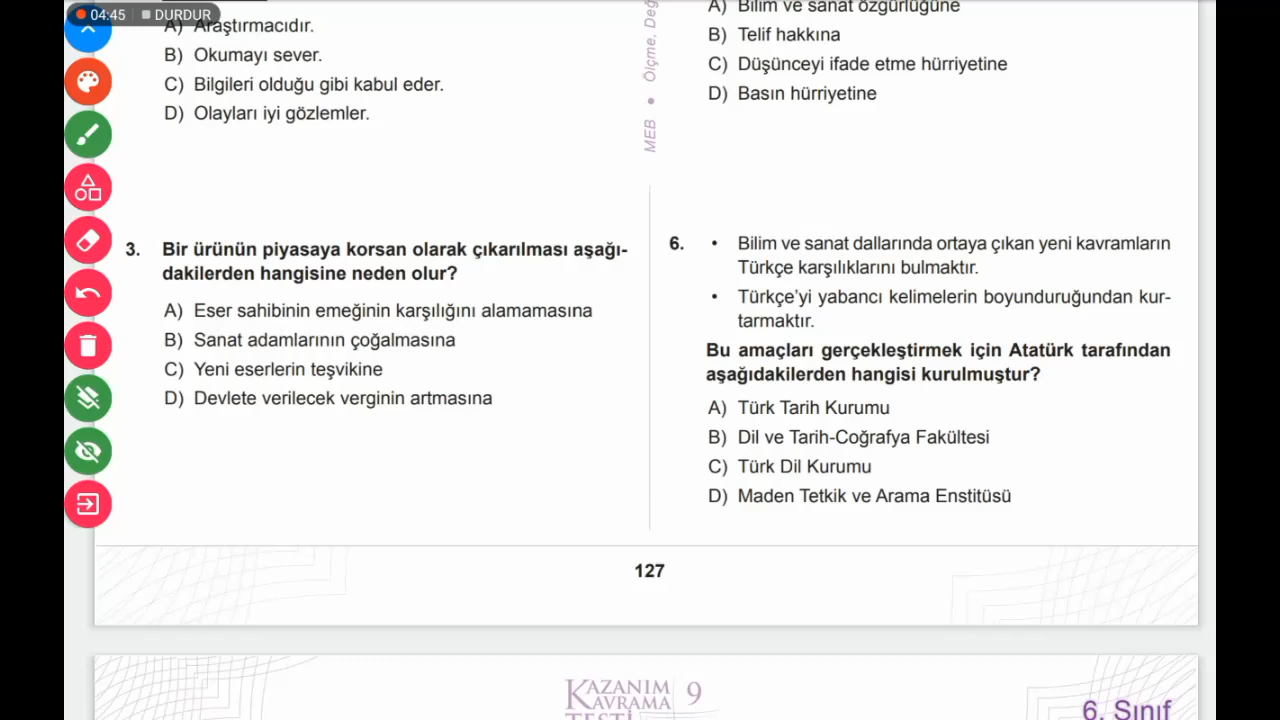 04:45 DURDUR
A) Araştırmacıdır.
B) Okumayı sever.
C) Bilgileri olduğu gibi kabul eder.
D) Olayları iyi gözlemler.
3. Bir ürünün piyasaya korsan olarak çıkarılması aşağı-
dakilerden hangisine neden olur?
A) Eser sahibinin emeğinin karşılığını alamamasına
B) Sanat adamlarının çoğalmasına
C) Yeni eserlerin teşvikine
D) Devlete verilecek verginin artmasına
MEB • Ölçme, Değ
A) Bilim ve sanat özgürlüğüne
B) Telif hakkına
C) Düşünceyi ifade etme hürriyetine
D) Basın hürriyetine
6. • Bilim ve sanat dallarında ortaya çıkan yeni kavramların
Türkçe karşılıklarını bulmaktır.
• Türkçe’yi yabancı kelimelerin boyunduruğundan kur-
tarmaktır.
Bu amaçları gerçekleştirmek için Atatürk tarafından
aşağıdakilerden hangisi kurulmuştur?
A) Türk Tarih Kurumu
B) Dil ve Tarih-Coğrafya Fakültesi
C) Türk Dil Kurumu
D) Maden Tetkik ve Arama Enstitüsü
127
KAZANIM
KAVRAMA
TESTİ
9
6. Sınıf